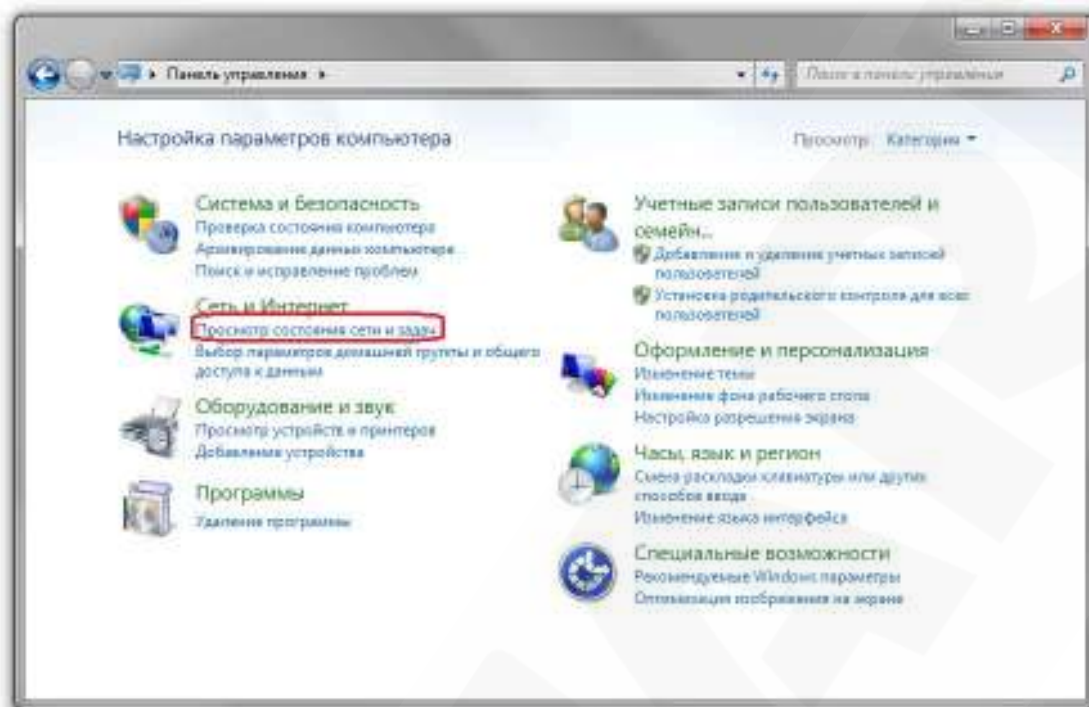 Панель управления
Поиск в панели управления
Настройка параметров компьютера
Просмотр: Категория
Система и безопасность
Проверка состояния компьютера
Архивирование данных компьютера
Поиск и исправление проблем
Сеть и Интернет
Просмотр состояния сети и задач
Выбор параметров домашней группы и общего
доступа к данным
Оборудование и звук
Просмотр устройств и принтеров
Добавление устройства
Программы
Удаление программы
Учетные записи пользователей и
семейн...
Добавление и удаление учетных записей
пользователей
Установка родительского контроля для всех
пользователей
Оформление и персонализация
Изменение темы
Изменение фона рабочего стола
Настройка разрешения экрана
Часы, язык и регион
Смена раскладки клавиатуры или других
способов ввода
Изменение языка интерфейса
Специальные возможности
Рекомендуемые Windows параметры
Оптимизация изображения на экране